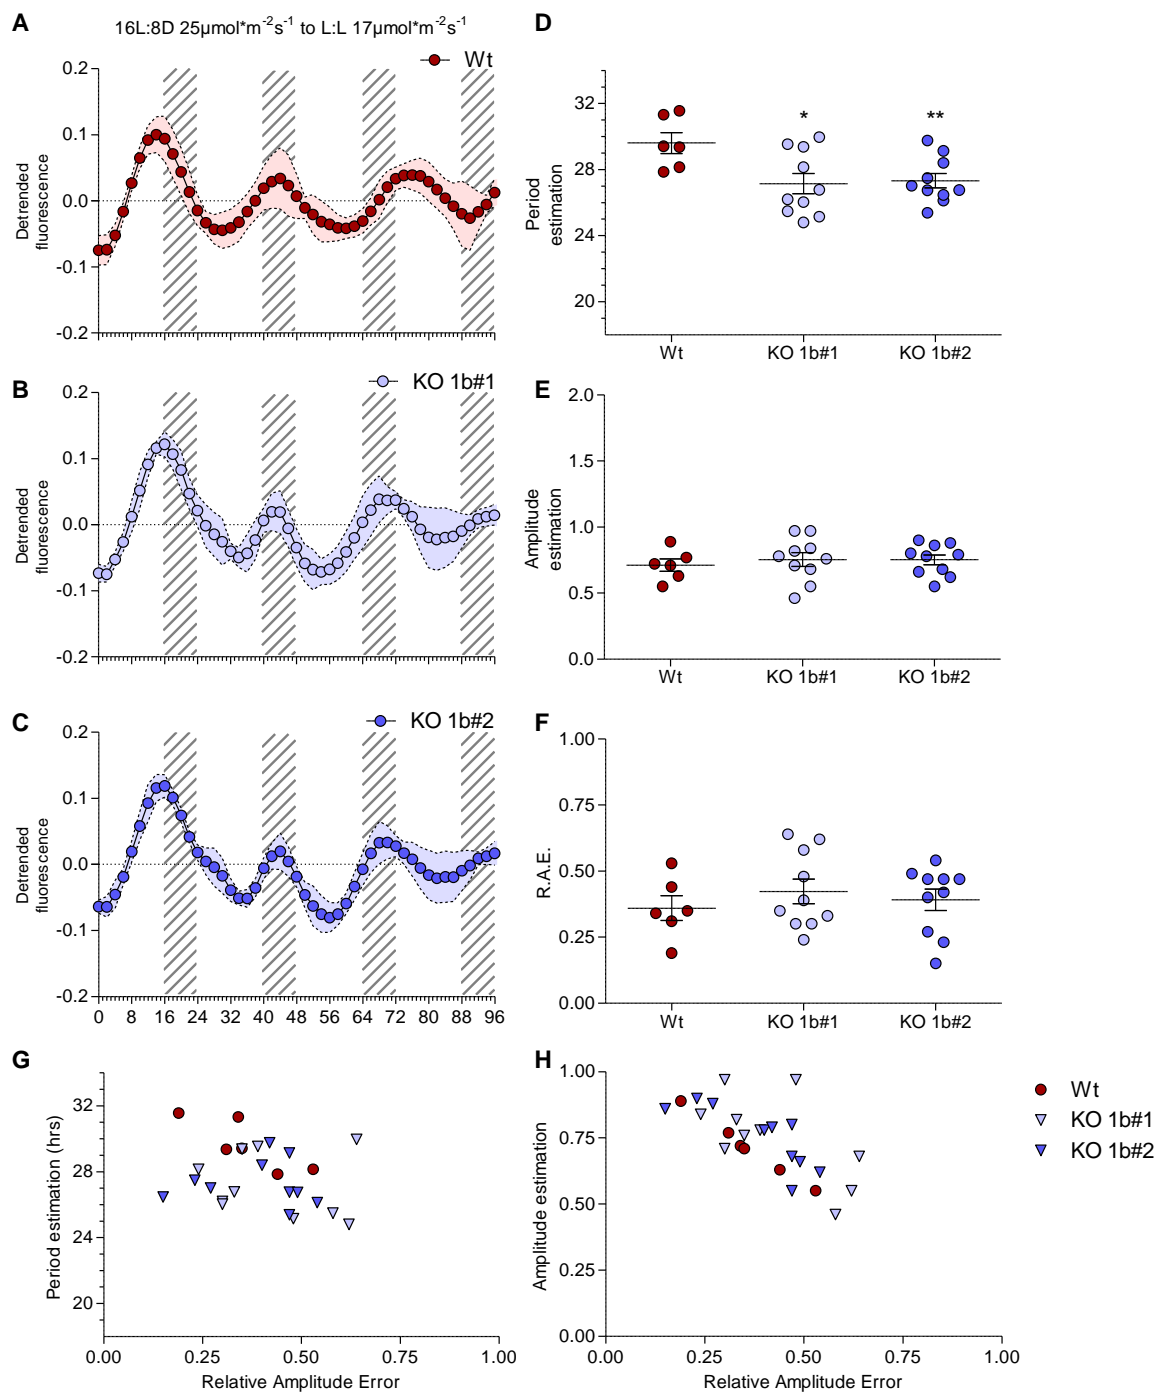 A
16L:8D 25µmol*m⁻²s⁻¹ to L:L 17µmol*m⁻²s⁻¹
Wt
0.2
0.1
0.0
-0.1
-0.2
Detrended
fluorescence
B
KO 1b#1
0.2
0.1
0.0
-0.1
-0.2
Detrended
fluorescence
C
KO 1b#2
0.2
0.1
0.0
-0.1
-0.2
Detrended
fluorescence
0 8 16 24 32 40 48 56 64 72 80 88 96
D
32
28
24
20
Period
estimation
* **
Wt KO 1b#1 KO 1b#2
E
2.0
1.5
1.0
0.5
0.0
Amplitude
estimation
Wt KO 1b#1 KO 1b#2
F
1.00
0.75
0.50
0.25
0.00
R.A.E.
Wt KO 1b#1 KO 1b#2
G
32
28
24
20
Period estimation (hrs)
0.00 0.25 0.50 0.75 1.00
Relative Amplitude Error
H
1.00
0.75
0.50
0.25
0.00
Amplitude estimation
0.00 0.25 0.50 0.75 1.00
Relative Amplitude Error
Wt
KO 1b#1
KO 1b#2